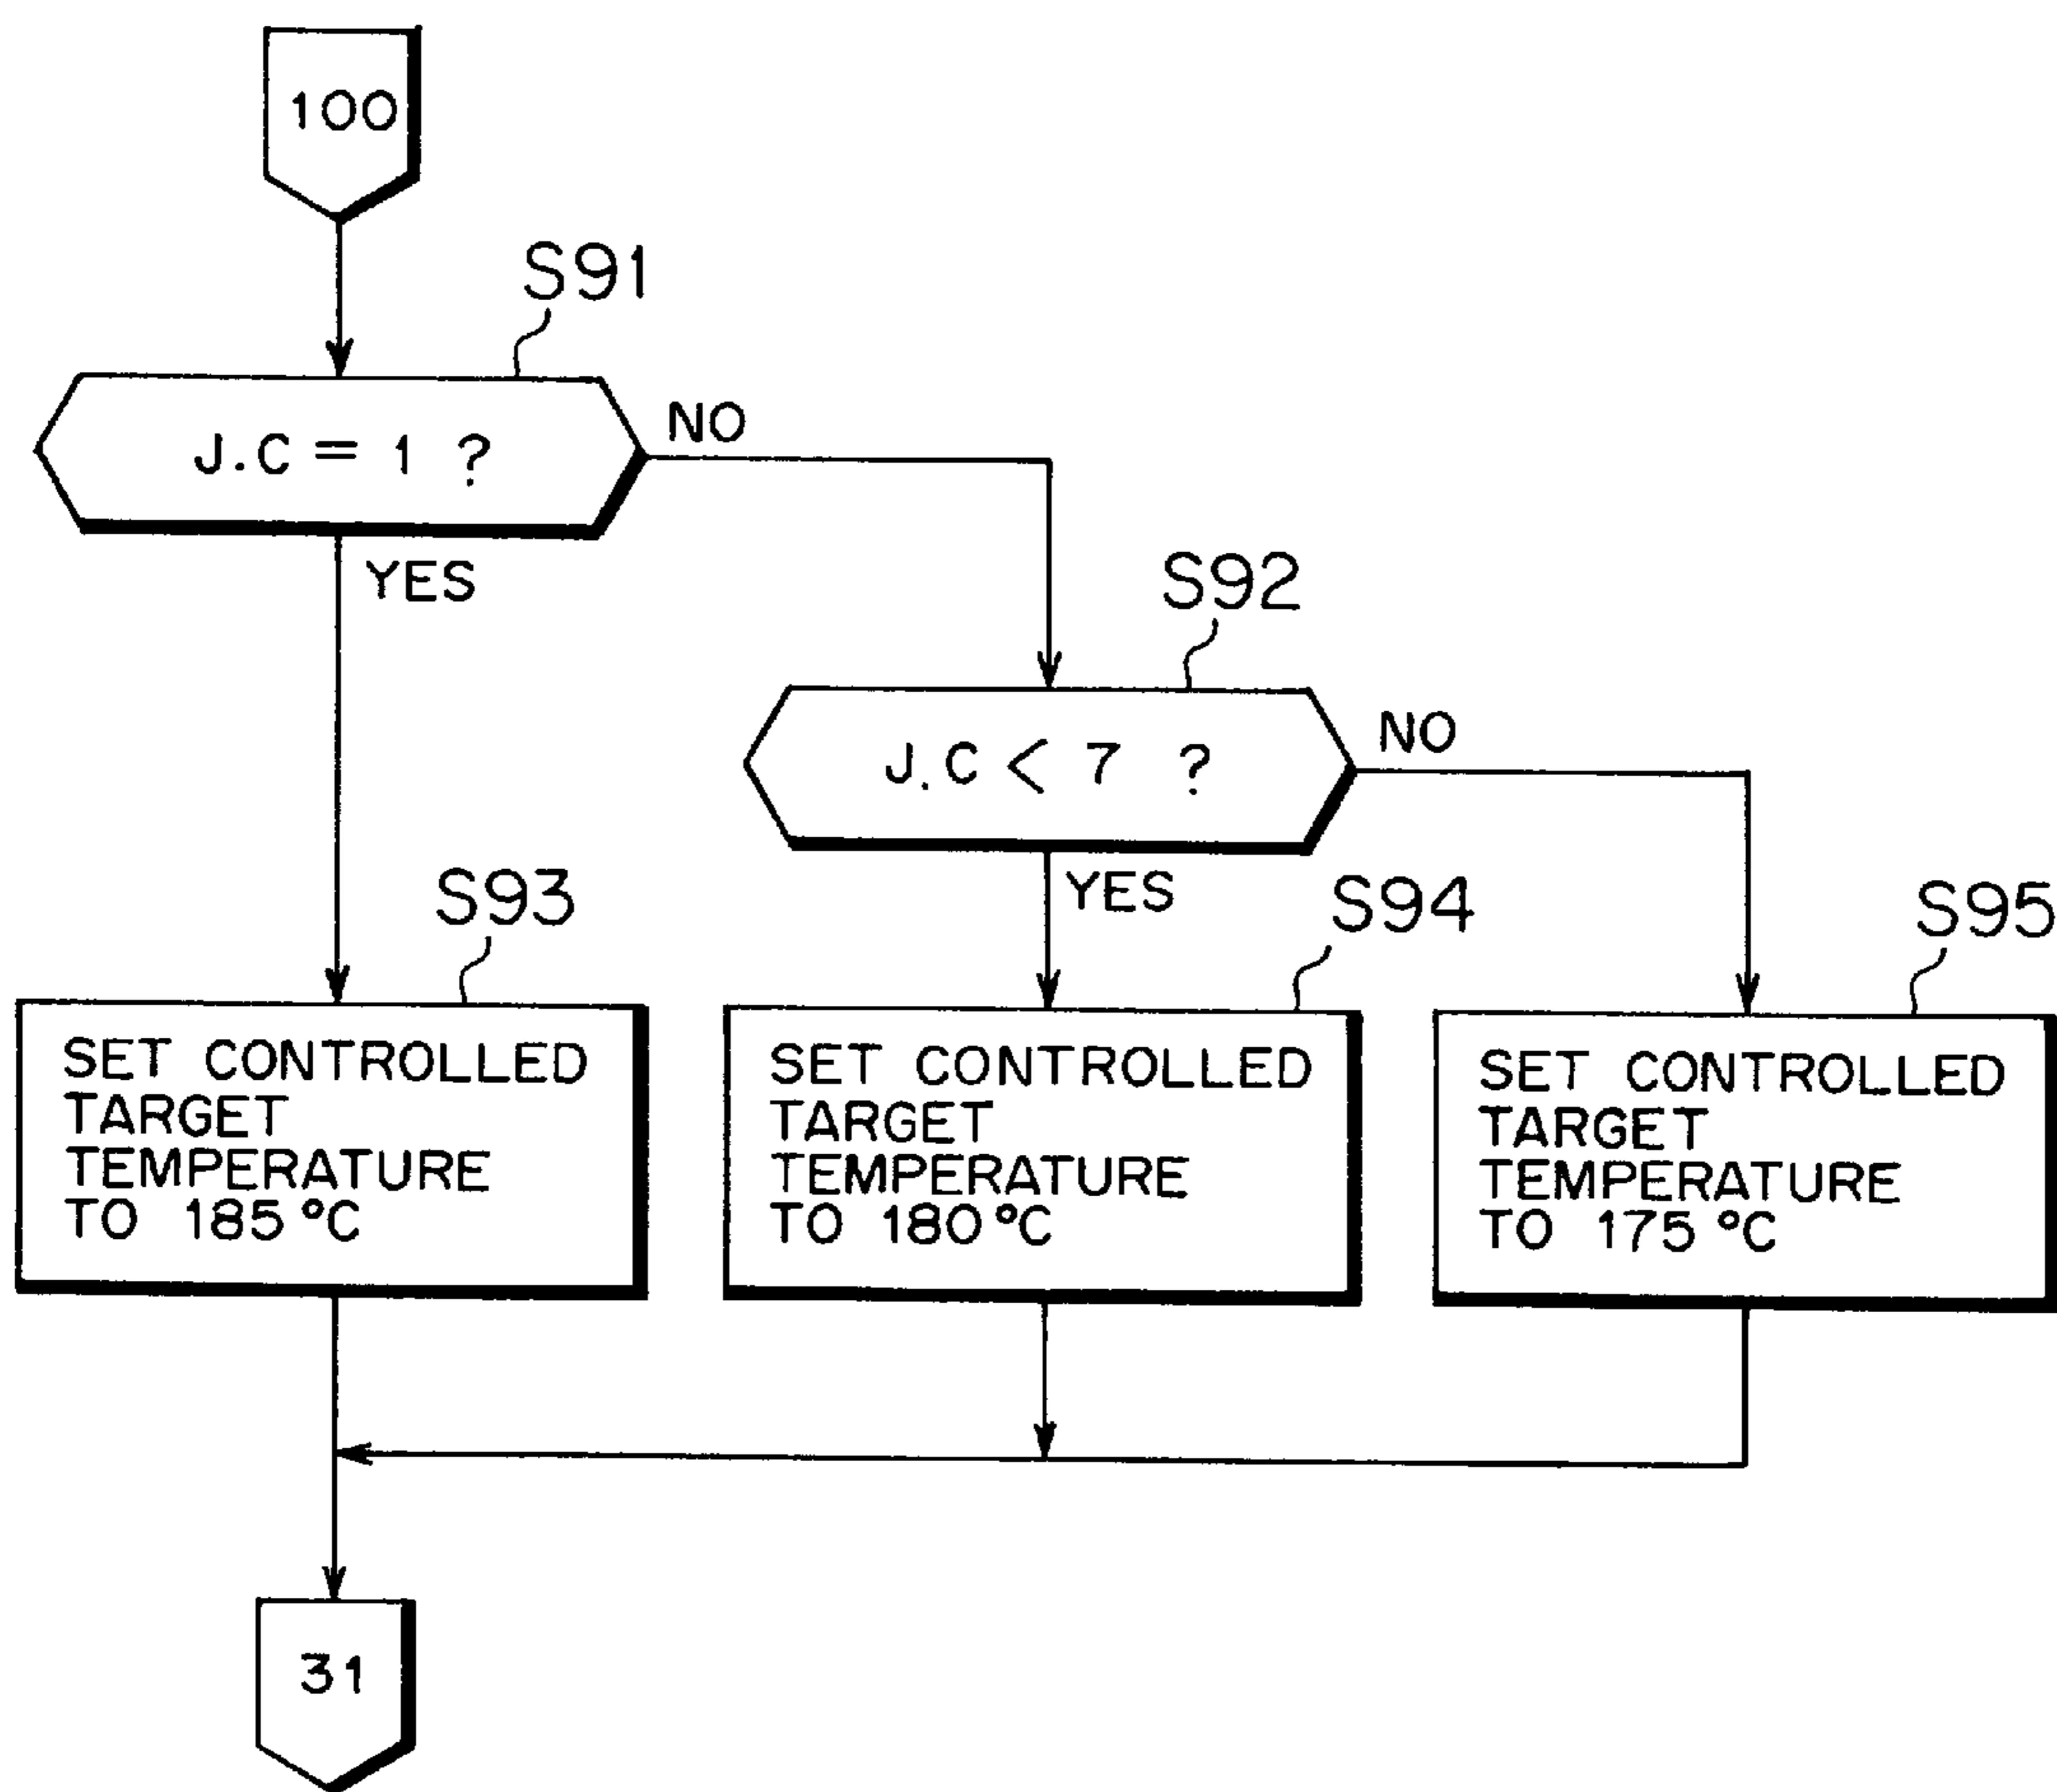 100
S91
J.C = 1 ?
NO
YES
S92
J.C < 7 ?
NO
YES
S93
SET CONTROLLED
TARGET
TEMPERATURE
TO 185 °C
S94
SET CONTROLLED
TARGET
TEMPERATURE
TO 180 °C
S95
SET CONTROLLED
TARGET
TEMPERATURE
TO 175 °C
31